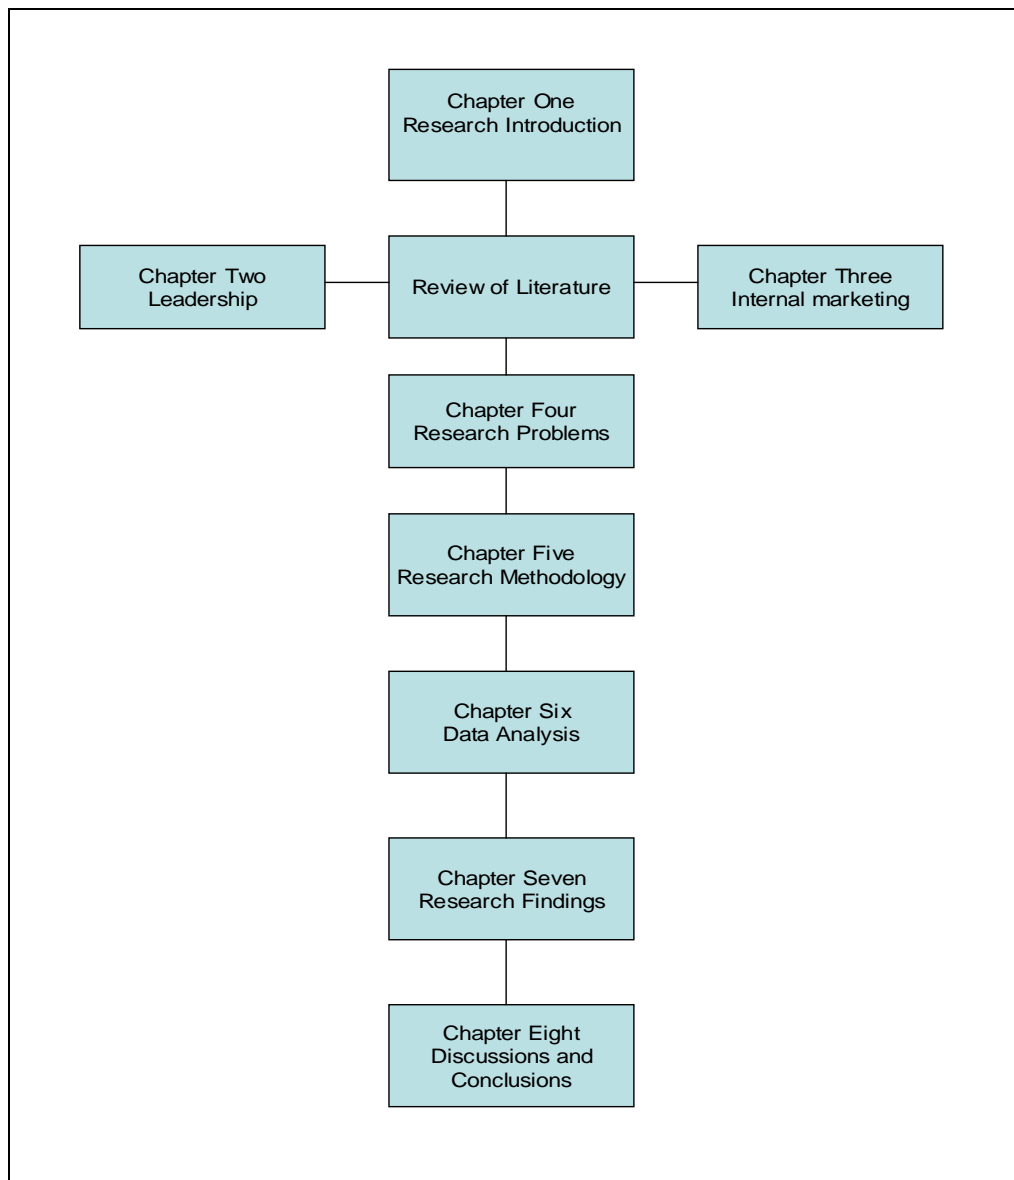 Chapter One
Research Introduction
Chapter Two
Leadership
Review of Literature
Chapter Three
Internal marketing
Chapter Four
Research Problems
Chapter Five
Research Methodology
Chapter Six
Data Analysis
Chapter Seven
Research Findings
Chapter Eight
Discussions and
Conclusions